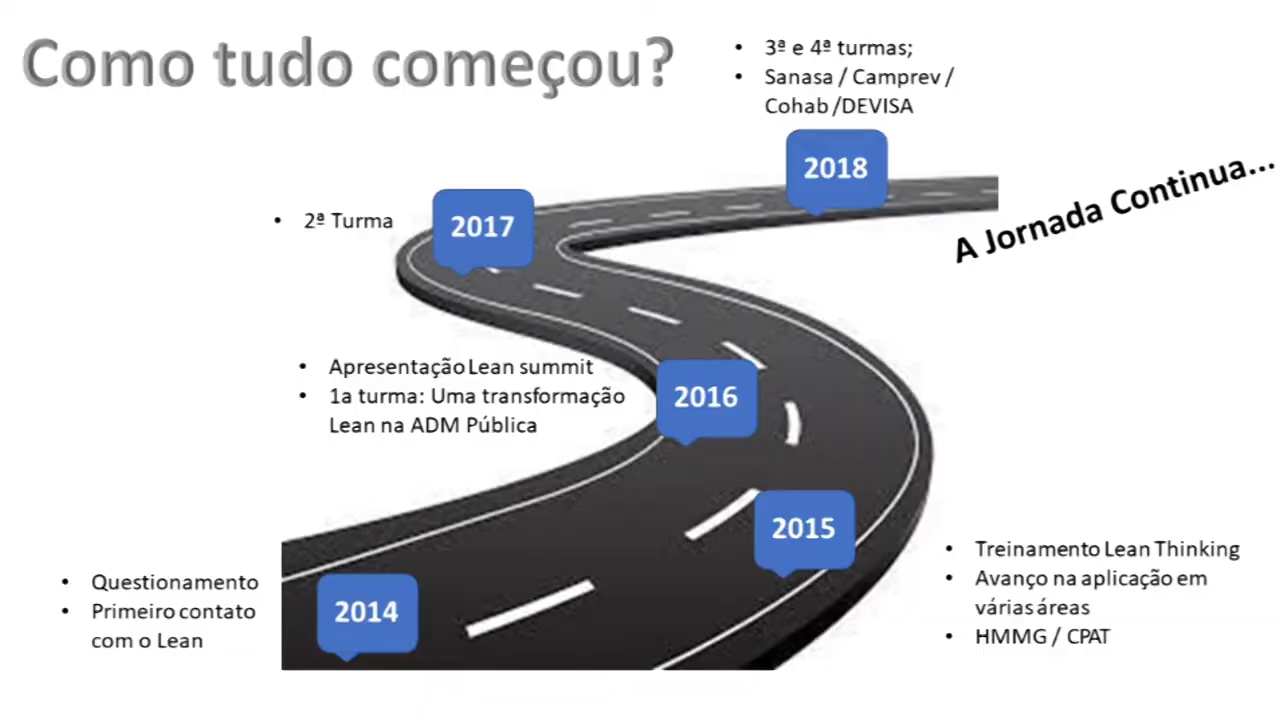 Como tudo começou?
• 3ª e 4ª turmas;
• Sanasa / Camprev /
Cohab /DEVISA
2018
A Jornada Continua...
• 2ª Turma
2017
• Apresentação Lean summit
• 1a turma: Uma transformação
Lean na ADM Pública
2016
2015
• Treinamento Lean Thinking
• Avanço na aplicação em
várias áreas
• HMMG / CPAT
• Questionamento
• Primeiro contato
com o Lean
2014